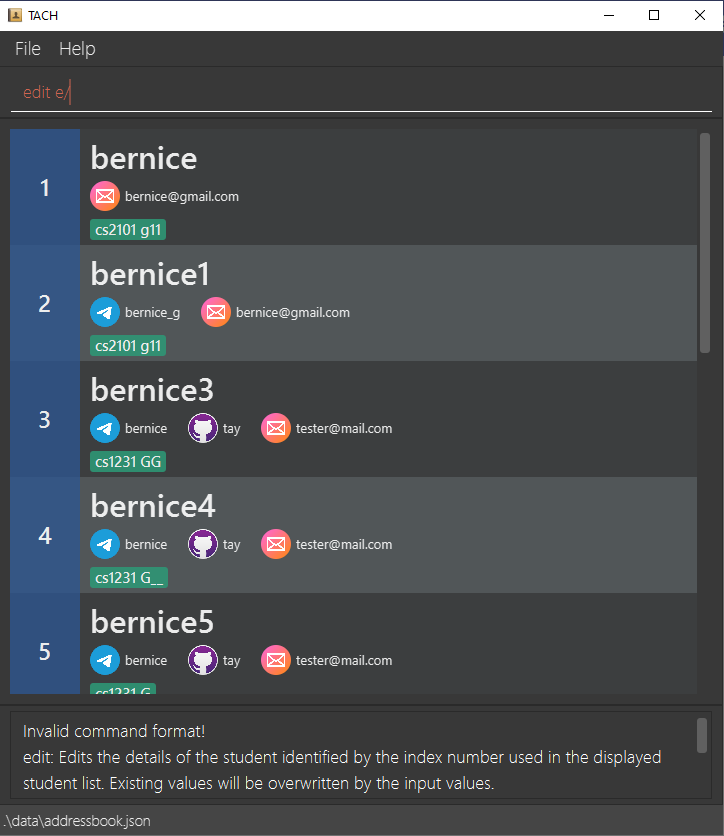 TACH
File Help
edit e/
1
bernice
bernice@gmail.com
cs2101 g11
2
bernice1
bernice_g bernice@gmail.com
cs2101 g11
3
bernice3
bernice tay tester@mail.com
cs1231 GG
4
bernice4
bernice tay tester@mail.com
cs1231 G__
5
bernice5
bernice tay tester@mail.com
cs1231 G
Invalid command format!
edit: Edits the details of the student identified by the index number used in the displayed
student list. Existing values will be overwritten by the input values.
.\data\addressbook.json